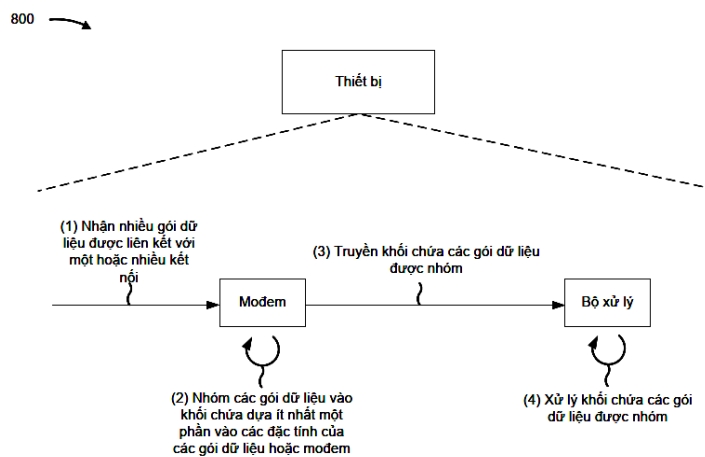 800
Thiết bị
(1) Nhận nhiều gói dữ
liệu được liên kết với
một hoặc nhiều kết
nối
(3) Truyền khối chứa các gói dữ liệu
được nhóm
Mođem
Bộ xử lý
(2) Nhóm các gói dữ liệu vào
khối chứa dựa ít nhất một
phần vào các đặc tính của
các gói dữ liệu hoặc mođem
(4) Xử lý khối chứa các gói
dữ liệu được nhóm